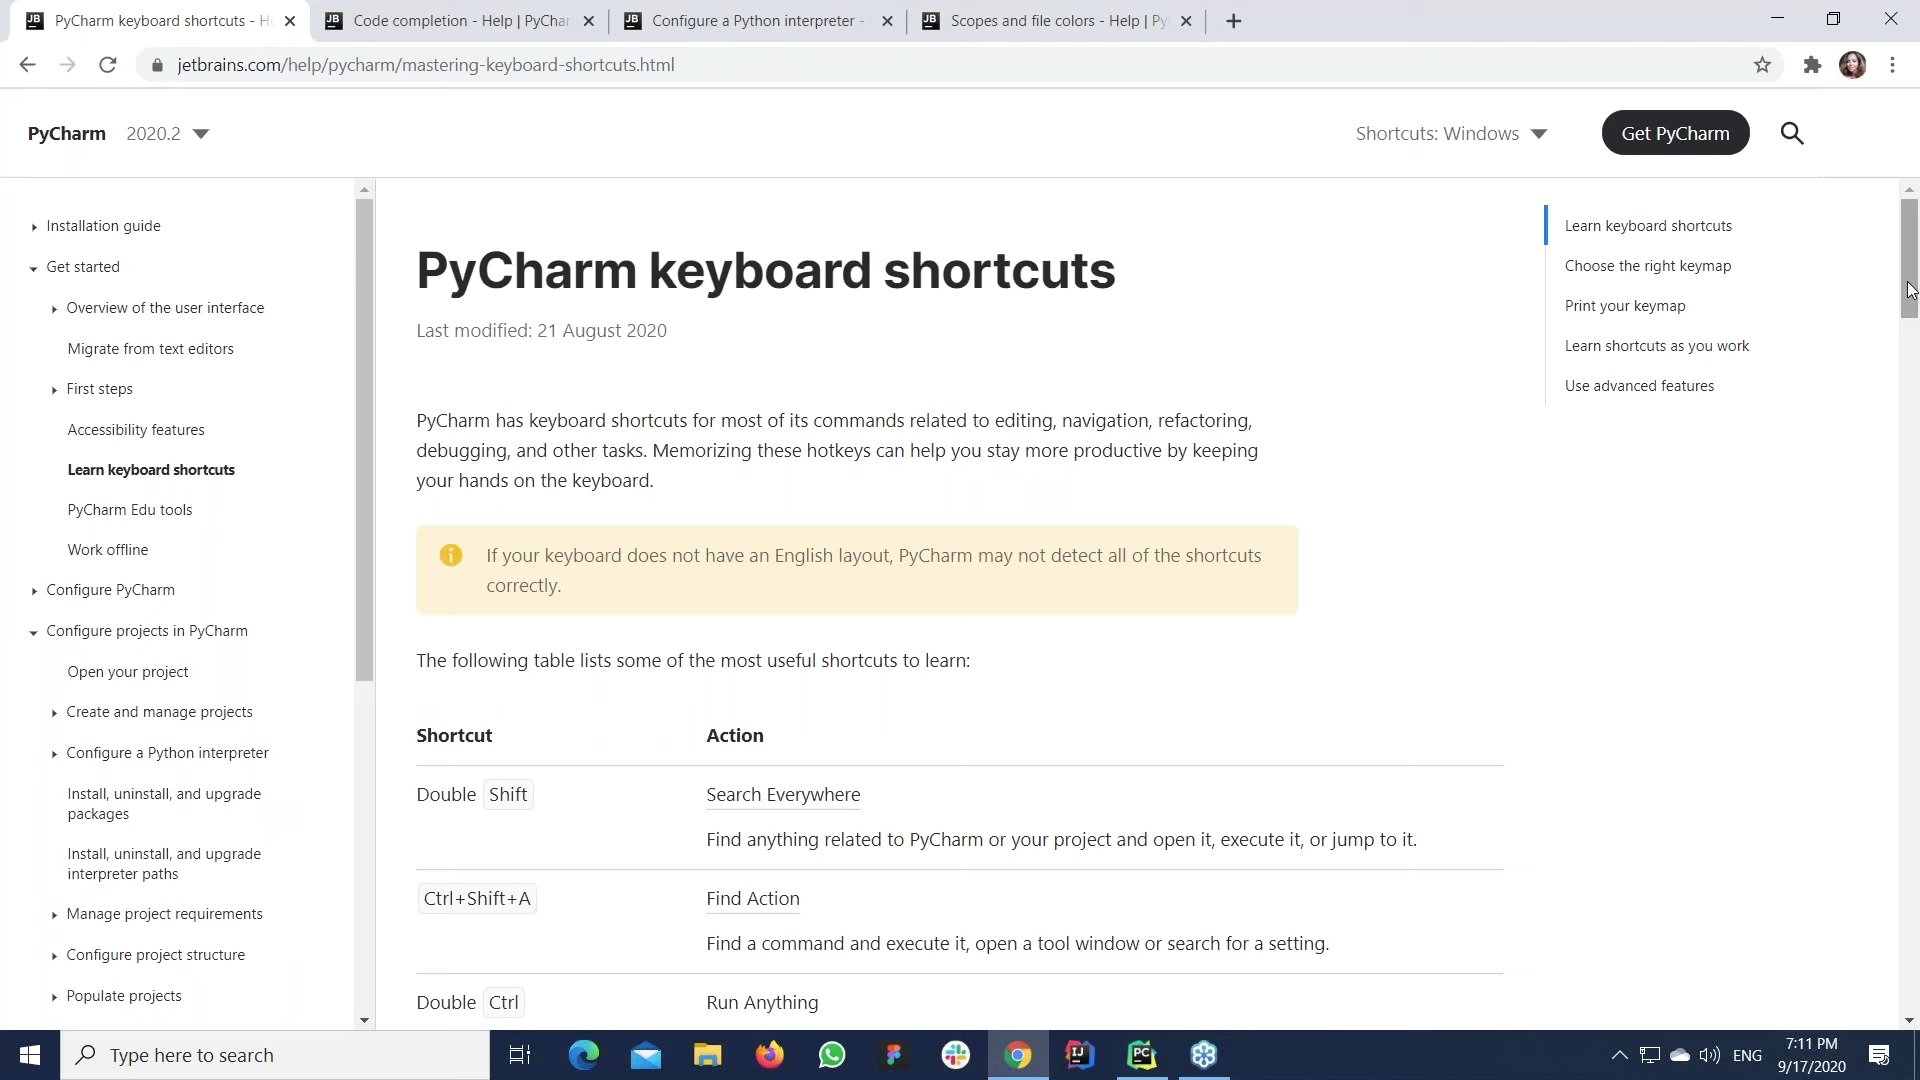 PyCharm keyboard shortcuts - H
Code completion - Help | PyChar
Configure a Python interpreter -
Scopes and file colors - Help | Py
jetbrains.com/help/pycharm/mastering-keyboard-shortcuts.html
PyCharm 2020.2
Shortcuts: Windows
Get PyCharm
Installation guide
Get started
Overview of the user interface
Migrate from text editors
First steps
Accessibility features
Learn keyboard shortcuts
PyCharm Edu tools
Work offline
Configure PyCharm
Configure projects in PyCharm
Open your project
Create and manage projects
Configure a Python interpreter
Install, uninstall, and upgrade
packages
Install, uninstall, and upgrade
interpreter paths
Manage project requirements
Configure project structure
Populate projects
PyCharm keyboard shortcuts
Last modified: 21 August 2020
PyCharm has keyboard shortcuts for most of its commands related to editing, navigation, refactoring,
debugging, and other tasks. Memorizing these hotkeys can help you stay more productive by keeping
your hands on the keyboard.
If your keyboard does not have an English layout, PyCharm may not detect all of the shortcuts
correctly.
The following table lists some of the most useful shortcuts to learn:
Shortcut Action
Double Shift Search Everywhere
Find anything related to PyCharm or your project and open it, execute it, or jump to it.
Ctrl+Shift+A Find Action
Find a command and execute it, open a tool window or search for a setting.
Double Ctrl Run Anything
Learn keyboard shortcuts
Choose the right keymap
Print your keymap
Learn shortcuts as you work
Use advanced features
Type here to search
ENG
7:11 PM
9/17/2020